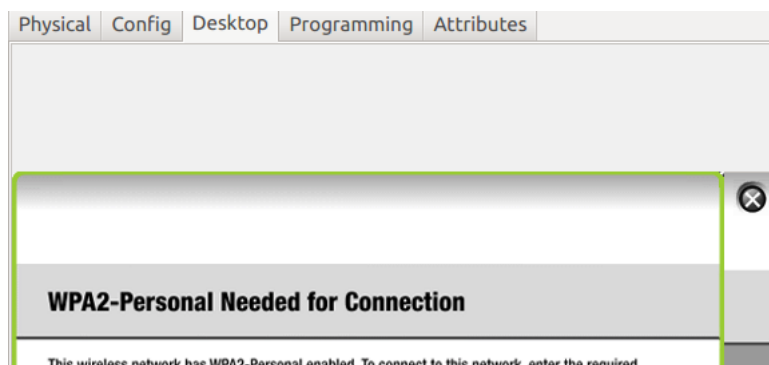 Physical Config Desktop Programming Attributes
WPA2-Personal Needed for Connection
This wireless network has WPA2-Personal enabled. To connect to this network, enter the required